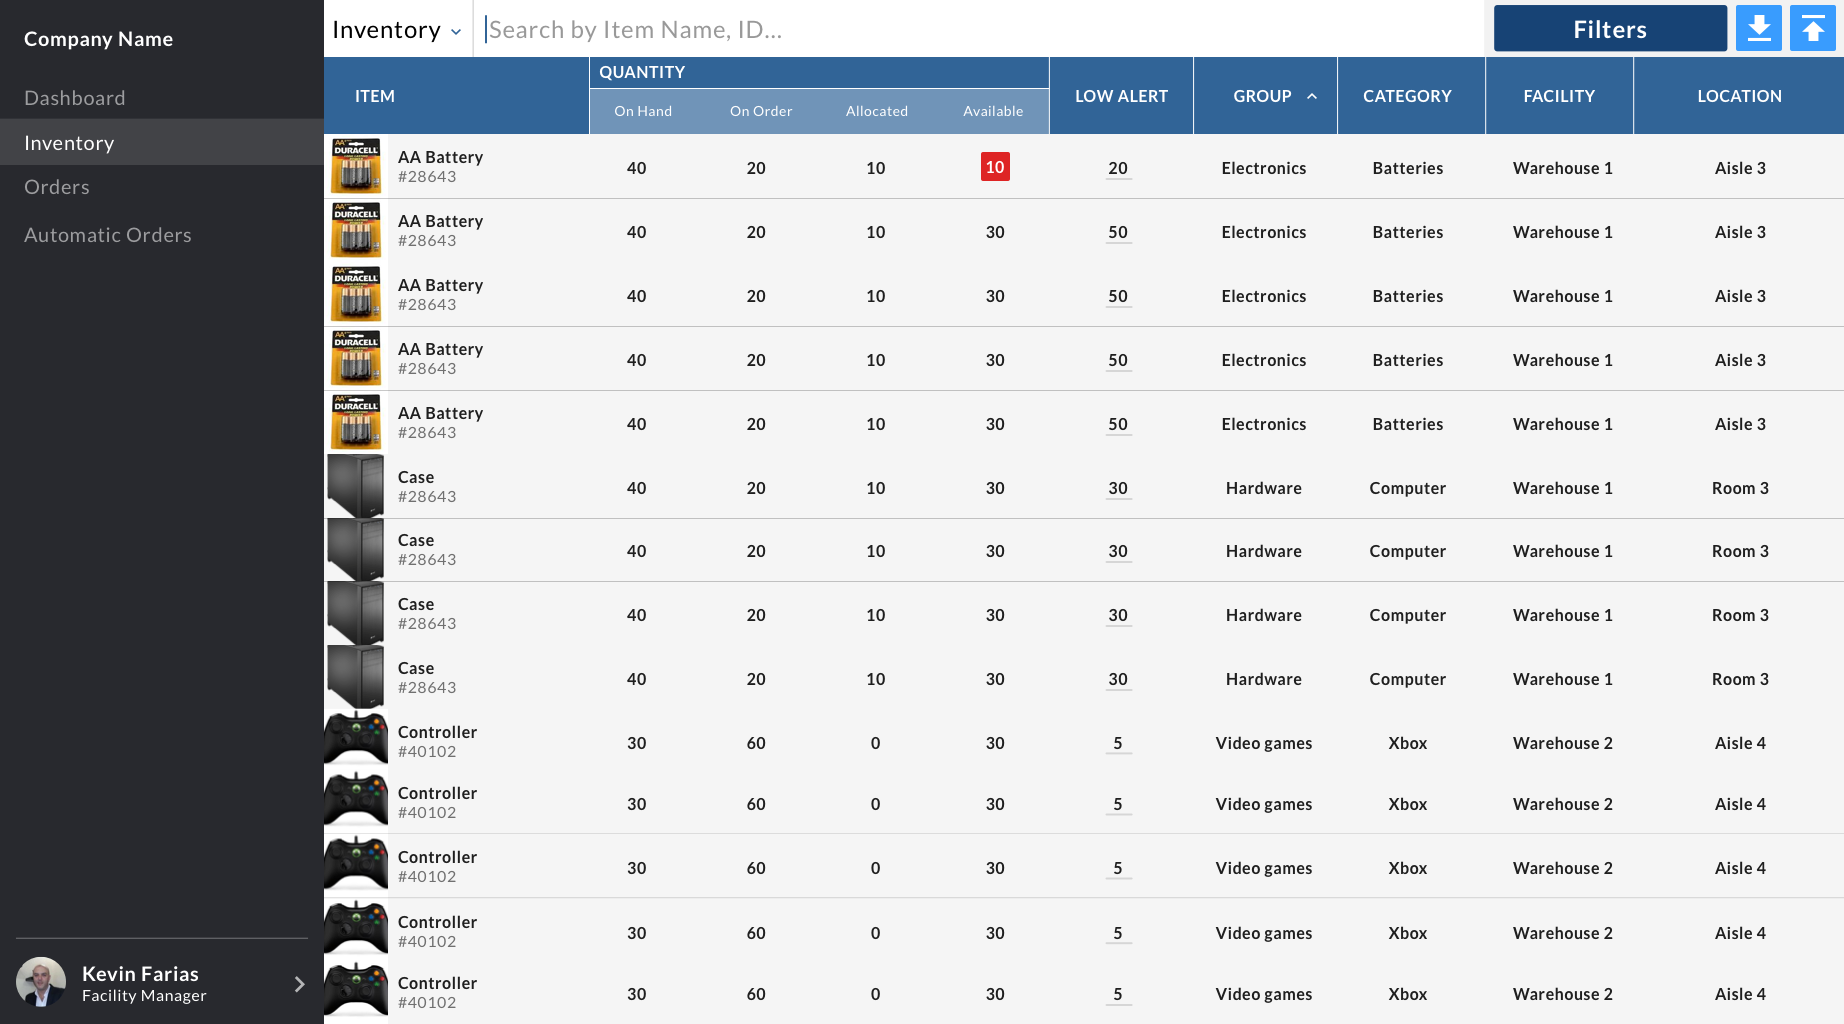 Company Name
Dashboard
Inventory
Orders
Automatic Orders
Kevin Farias
Facility Manager
Inventory Search by Item Name, ID... Filters
ITEM QUANTITY LOW ALERT GROUP CATEGORY FACILITY LOCATION
On Hand On Order Allocated Available
AA Battery
#28643
40 20 10 10 20 Electronics Batteries Warehouse 1 Aisle 3
AA Battery
#28643
40 20 10 30 50 Electronics Batteries Warehouse 1 Aisle 3
AA Battery
#28643
40 20 10 30 50 Electronics Batteries Warehouse 1 Aisle 3
AA Battery
#28643
40 20 10 30 50 Electronics Batteries Warehouse 1 Aisle 3
AA Battery
#28643
40 20 10 30 50 Electronics Batteries Warehouse 1 Aisle 3
Case
#28643
40 20 10 30 30 Hardware Computer Warehouse 1 Room 3
Case
#28643
40 20 10 30 30 Hardware Computer Warehouse 1 Room 3
Case
#28643
40 20 10 30 30 Hardware Computer Warehouse 1 Room 3
Case
#28643
40 20 10 30 30 Hardware Computer Warehouse 1 Room 3
Controller
#40102
30 60 0 30 5 Video games Xbox Warehouse 2 Aisle 4
Controller
#40102
30 60 0 30 5 Video games Xbox Warehouse 2 Aisle 4
Controller
#40102
30 60 0 30 5 Video games Xbox Warehouse 2 Aisle 4
Controller
#40102
30 60 0 30 5 Video games Xbox Warehouse 2 Aisle 4
Controller
#40102
30 60 0 30 5 Video games Xbox Warehouse 2 Aisle 4
AA
DURACELL
AA
DURACELL
AA
DURACELL
AA
DURACELL
AA
DURACELL